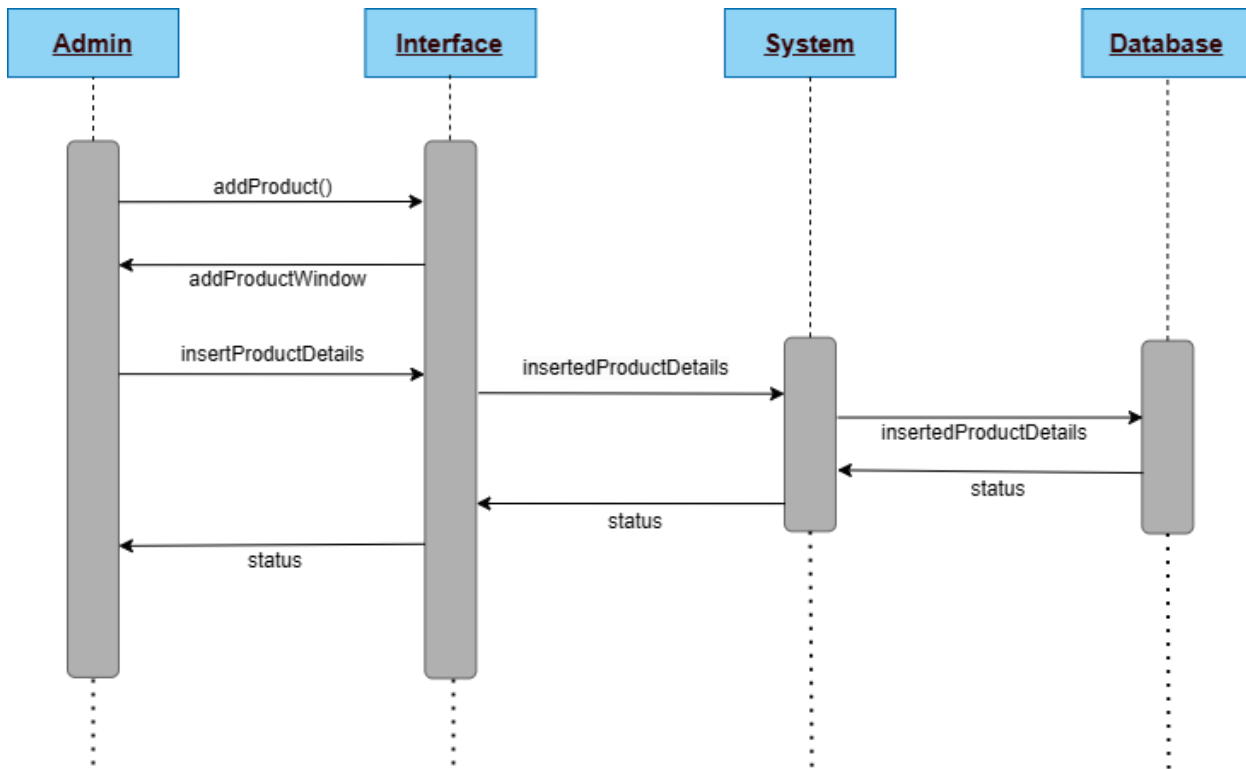 Admin
Interface
System
Database
addProduct()
addProductWindow
insertProductDetails
insertedProductDetails
insertedProductDetails
status
status
status